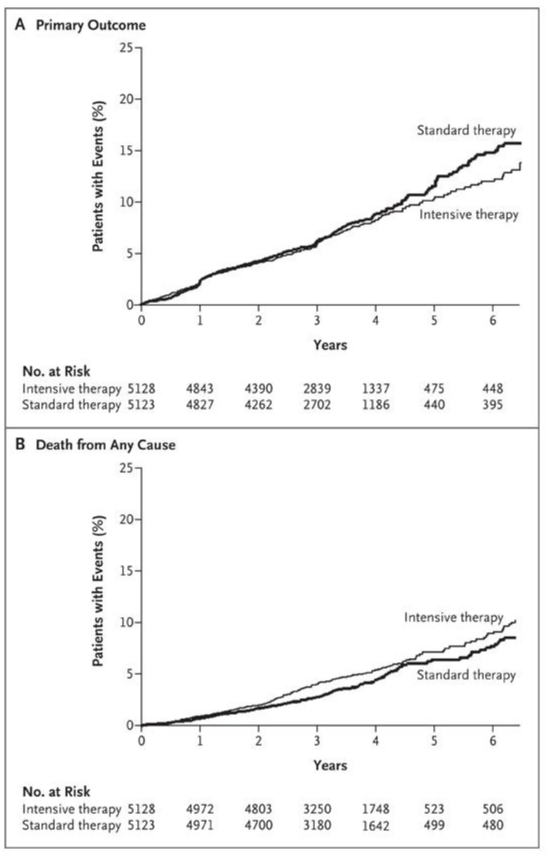 A Primary Outcome
25
20
15
10
5
0
Patients with Events (%)
Standard therapy
Intensive therapy
0 1 2 3 4 5 6
Years
No. at Risk
Intensive therapy 5128 4843 4390 2839 1337 475 448
Standard therapy 5123 4827 4262 2702 1186 440 395
B Death from Any Cause
25
20
15
10
5
0
Patients with Events (%)
Intensive therapy
Standard therapy
0 1 2 3 4 5 6
Years
No. at Risk
Intensive therapy 5128 4972 4803 3250 1748 523 506
Standard therapy 5123 4971 4700 3180 1642 499 480